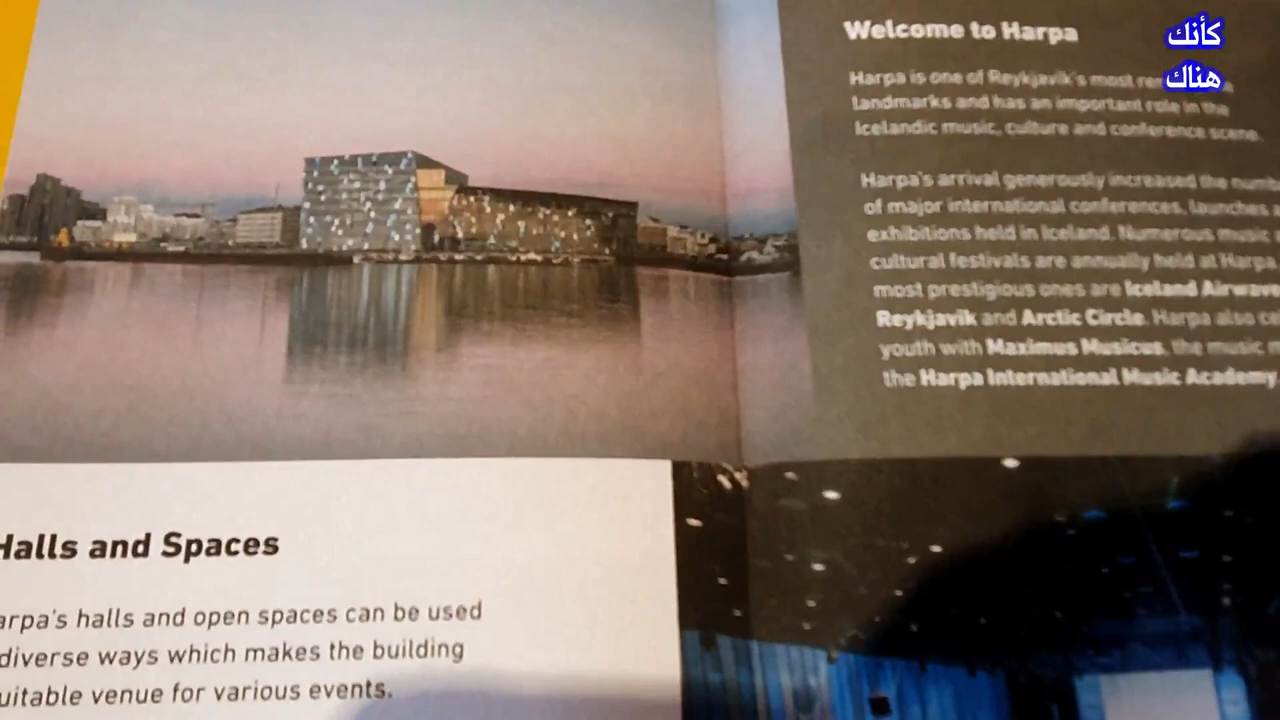 كأنك
هناك
Welcome to Harpa
Harpa is one of Reykjavik's most
landmarks and has an important role in the
Icelandic music, culture and conference scene.
Harpa's arrival generously increased the
of major international conferences, launches
exhibitions held in Iceland. Numerous music
cultural festivals are annually held at Harpa
most prestigious ones are Iceland
Reykjavik and Arctic Circle. Harpa also
youth with Maximus Musicus, the music
the Harpa International Music Academy
Halls and Spaces
halls and open spaces can be used
diverse ways which makes the building
venue for various events.